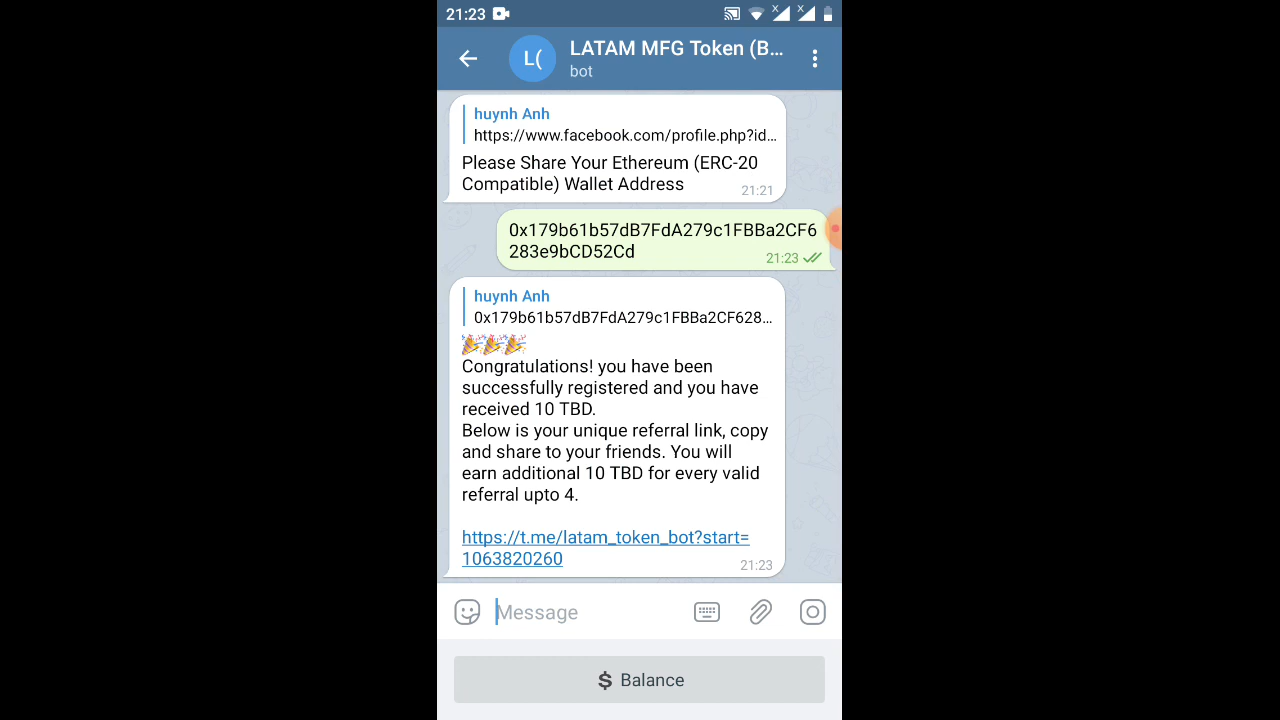 21:23
LATAM MFG Token (B...
L(
bot
huynh Anh
https://www.facebook.com/profile.php?id...
Please Share Your Ethereum (ERC-20
Compatible) Wallet Address
21:21
0x179b61b57dB7FdA279c1FBBa2CF6
283e9bCD52Cd
21:23
huynh Anh
0x179b61b57dB7FdA279c1FBBa2CF628...
🎉🎉🎉
Congratulations! you have been
successfully registered and you have
received 10 TBD.
Below is your unique referral link, copy
and share to your friends. You will
earn additional 10 TBD for every valid
referral upto 4.
https://t.me/latam_token_bot?start=
1063820260
21:23
Message
$ Balance